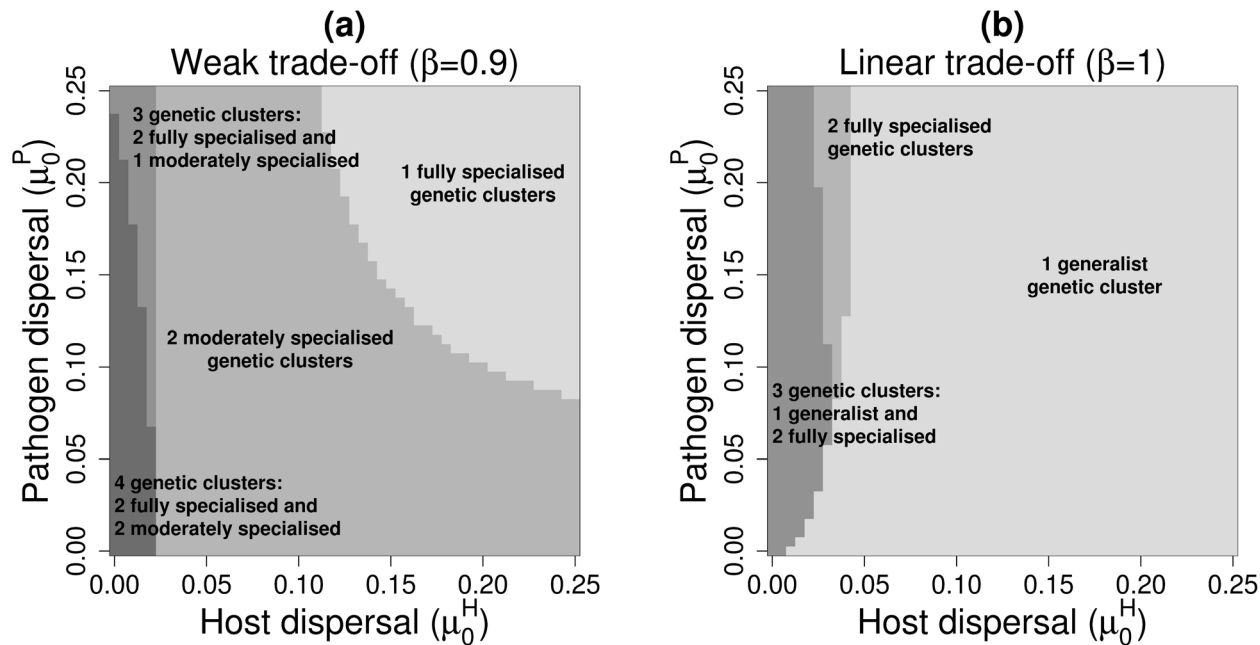 (a)
Weak trade-off (β=0.9)
3 genetic clusters:
2 fully specialised and
1 moderately specialised
1 fully specialised
genetic clusters
2 moderately specialised
genetic clusters
4 genetic clusters:
2 fully specialised and
2 moderately specialised
Pathogen dispersal (μ₀ᴾ)
0.25
0.20
0.15
0.10
0.05
0.00
0.00 0.05 0.10 0.15 0.20 0.25
Host dispersal (μ₀ᴴ)
(b)
Linear trade-off (β=1)
2 fully specialised
genetic clusters
1 generalist
genetic cluster
3 genetic clusters:
1 generalist and
2 fully specialised
Pathogen dispersal (μ₀ᴾ)
0.25
0.20
0.15
0.10
0.05
0.00
0.00 0.05 0.10 0.15 0.20 0.25
Host dispersal (μ₀ᴴ)